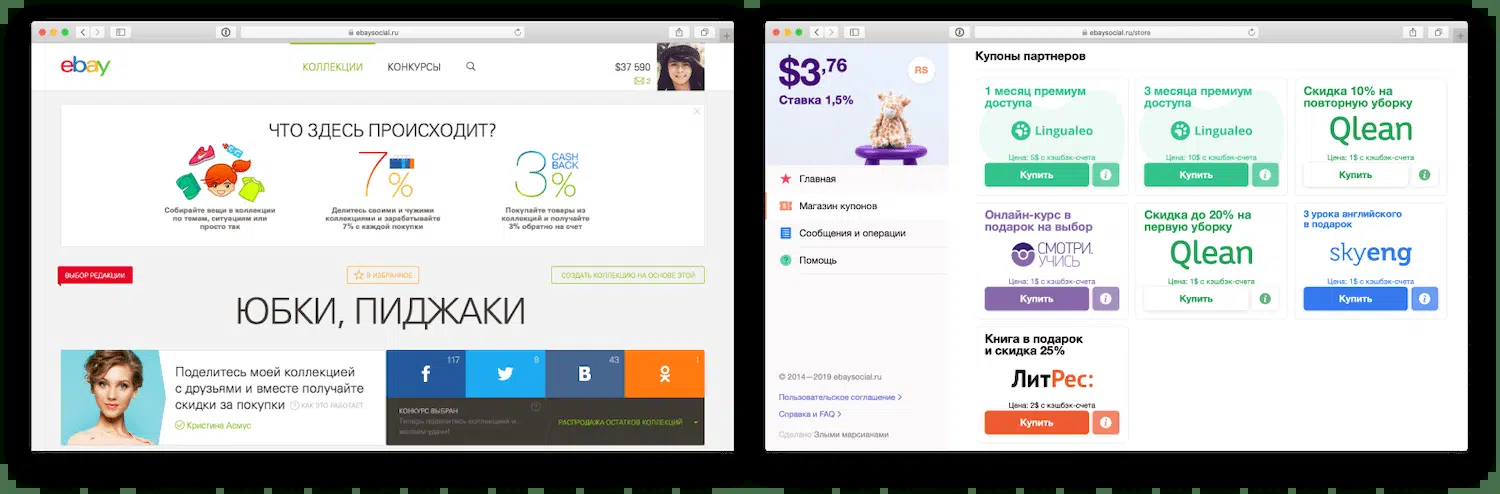 ebaysocial.ru
ebay
КОЛЛЕКЦИИ
КОНКУРСЫ
$37 590
2
ЧТО ЗДЕСЬ ПРОИСХОДИТ?
Собирайте вещи в коллекции
по темам, ситуациям или
просто так
7%
Делитесь своими и чужими
коллекциями и зарабатывайте
7% с каждой покупки
3%
CASH
BACK
Покупайте товары из
коллекций и получайте
3% обратно на счет
ВЫБОР РЕДАКЦИИ
В ИЗБРАННОЕ
СОЗДАТЬ КОЛЛЕКЦИЮ НА ОСНОВЕ ЭТОЙ
ЮБКИ, ПИДЖАКИ
Поделитесь моей коллекцией
с друзьями и вместе получайте
скидки за покупки
? КАК ЭТО РАБОТАЕТ
Кристина Асмус
117
8
43
1
КОНКУРС ВЫБРАН
?
Теперь поделитесь коллекцией и...
желаем удачи!
РАСПРОДАЖА ОСТАТКОВ КОЛЛЕКЦИЙ
ebaysocial.ru/store
$3,76
RS
Ставка 1,5%
Главная
Магазин купонов
Сообщения и операции
? Помощь
© 2014—2019 ebaysocial.ru
Пользовательское соглашение >
Справка и FAQ >
Сделано Злыми марсианами
Купоны партнеров
1 месяц премиум
доступа
Lingualeo
Цена: 5$ с кэшбэк-счета
Купить
i
3 месяца премиум
доступа
Lingualeo
Цена: 10$ с кэшбэк-счета
Купить
i
Скидка 10% на
повторную уборку
Qlean
Цена: 1$ с кэшбэк-счета
Купить
i
Онлайн-курс в
подарок на выбор
СМОТРИ.
УЧИСЬ
Цена: 1$ с кэшбэк-счета
Купить
i
Скидка до 20% на
первую уборку
Qlean
Цена: 1$ с кэшбэк-счета
Купить
i
3 урока английского
в подарок
skyeng
Цена: 1$ с кэшбэк-счета
Купить
i
Книга в подарок
и скидка 25%
ЛитРес:
Цена: 2$ с кэшбэк-счета
Купить
i